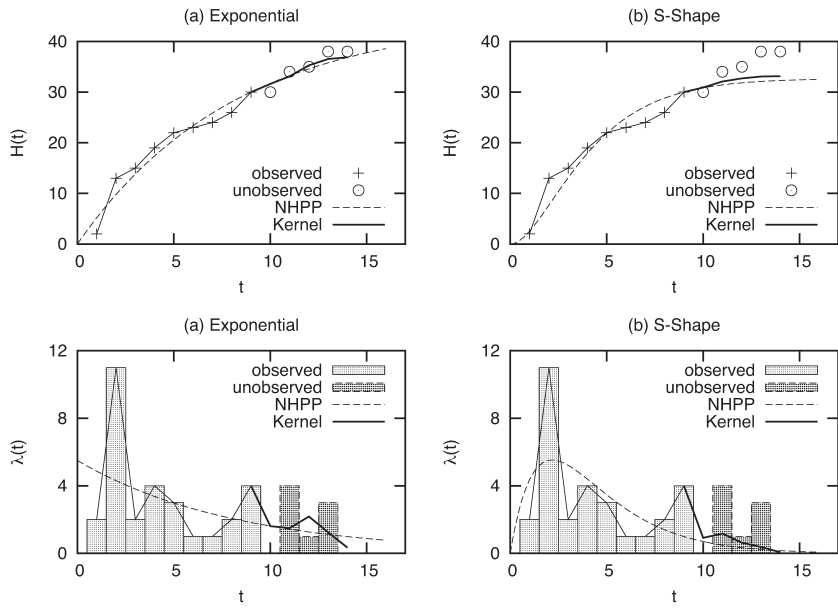 (a) Exponential
40
30
20
10
0
H(t)
observed
unobserved
NHPP
Kernel
0
5
10
15
t
(b) S-Shape
40
30
20
10
0
H(t)
observed
unobserved
NHPP
Kernel
0
5
10
15
t
(a) Exponential
12
8
4
0
λ(t)
observed
unobserved
NHPP
Kernel
0
5
10
15
t
(b) S-Shape
12
8
4
0
λ(t)
observed
unobserved
NHPP
Kernel
0
5
10
15
t